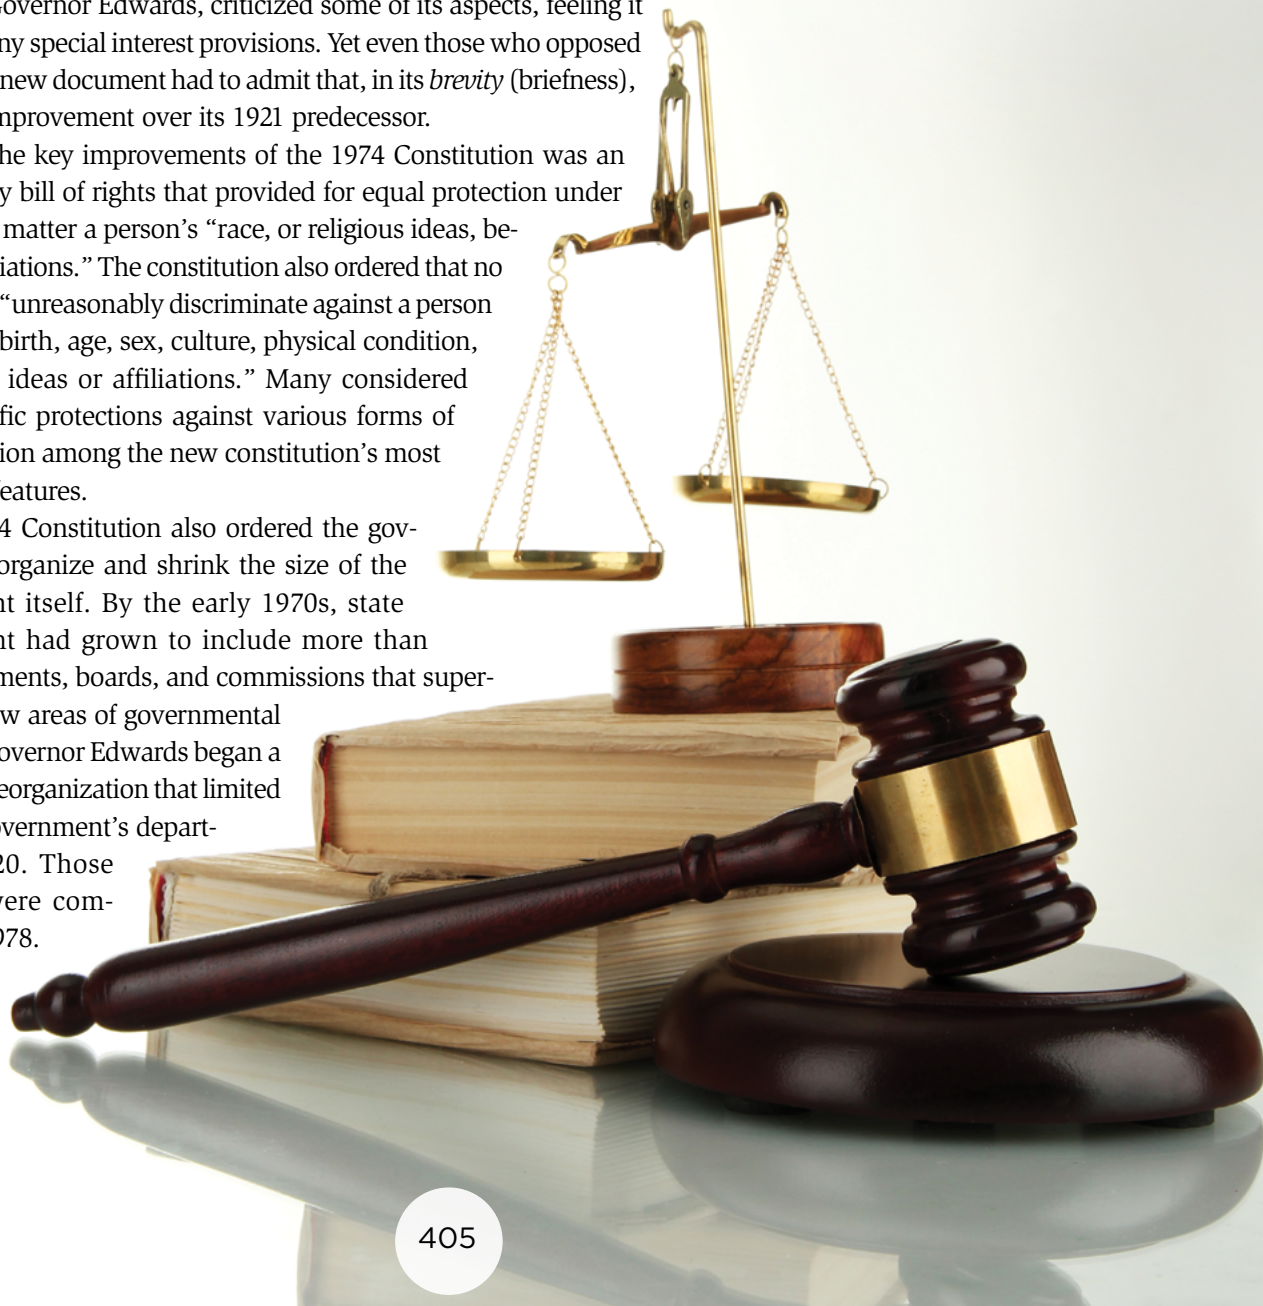 Governor Edwards, criticized some of its aspects, feeling it
ny special interest provisions. Yet even those who opposed
new document had to admit that, in its brevity (briefness),
mprovement over its 1921 predecessor.
he key improvements of the 1974 Constitution was an
y bill of rights that provided for equal protection under
matter a person’s “race, or religious ideas, be-
iations.” The constitution also ordered that no
“unreasonably discriminate against a person
birth, age, sex, culture, physical condition,
ideas or affiliations.” Many considered
fic protections against various forms of
ion among the new constitution’s most
eatures.
4 Constitution also ordered the gov-
organize and shrink the size of the
nt itself. By the early 1970s, state
nt had grown to include more than
ments, boards, and commissions that super-
w areas of governmental
overnor Edwards began a
eorganization that limited
vernment’s depart-
20. Those
were com-
978.
405